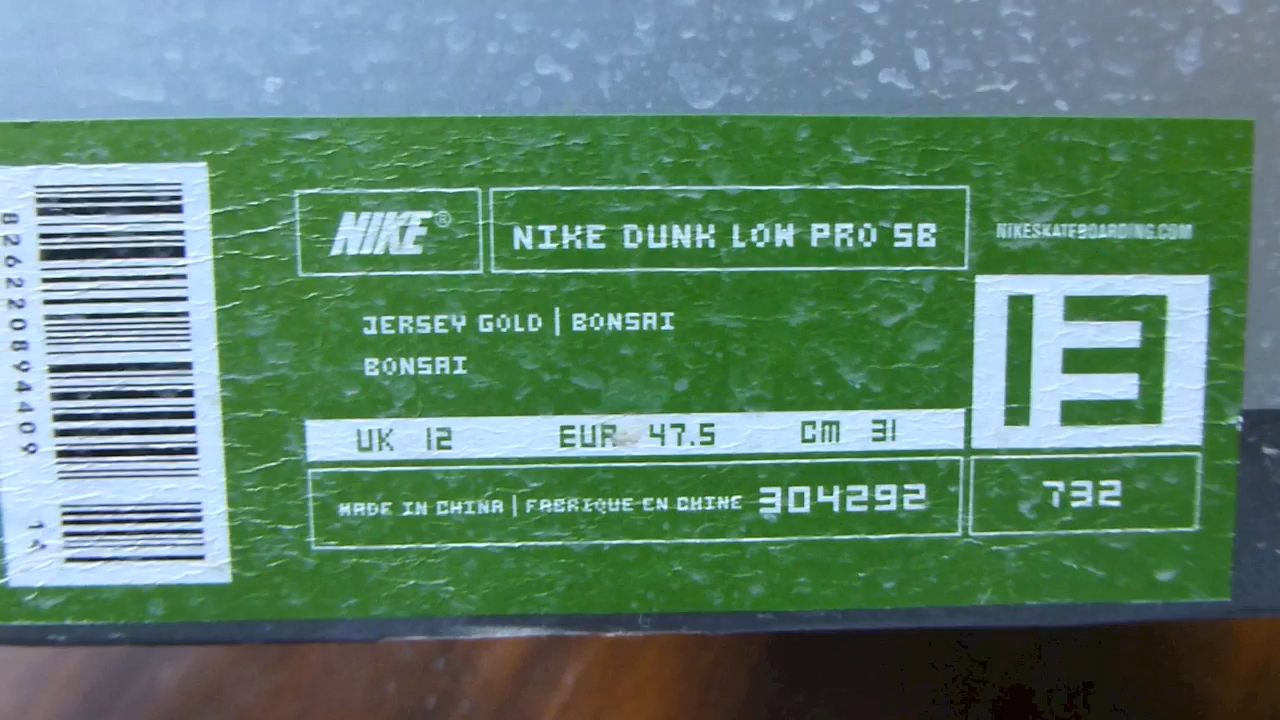 NIKE®
NIKE DUNK LOW PRO SB
NIKESKATEBOARDING.COM
JERSEY GOLD | BONSAI
BONSAI
13
UK 12 EUR 47.5 CM 31
MADE IN CHINA | FABRIQUE EN CHINE 304292
732
826220894409
14